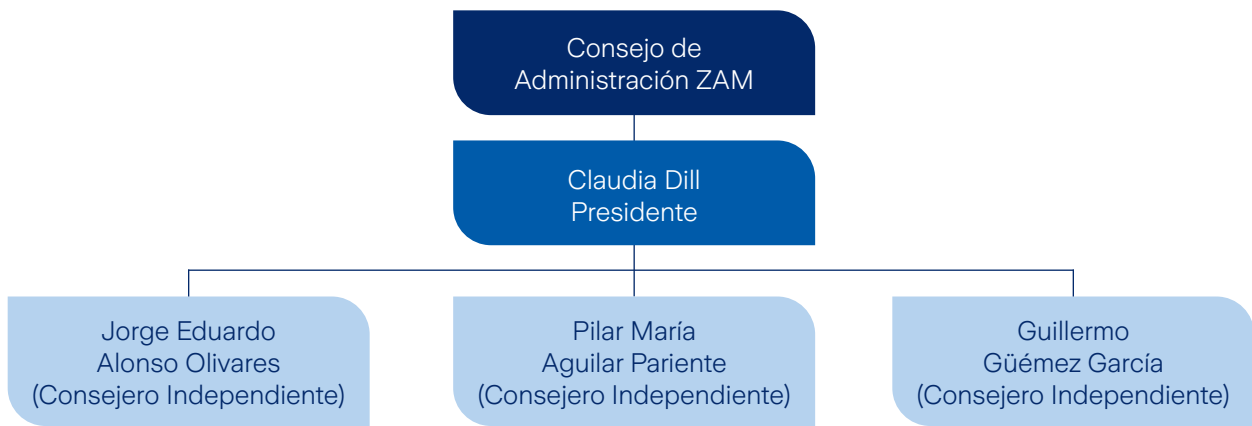 Consejo de
Administración ZAM
Claudia Dill
Presidente
Jorge Eduardo
Alonso Olivares
(Consejero Independiente)
Pilar María
Aguilar Pariente
(Consejero Independiente)
Guillermo
Güémez García
(Consejero Independiente)